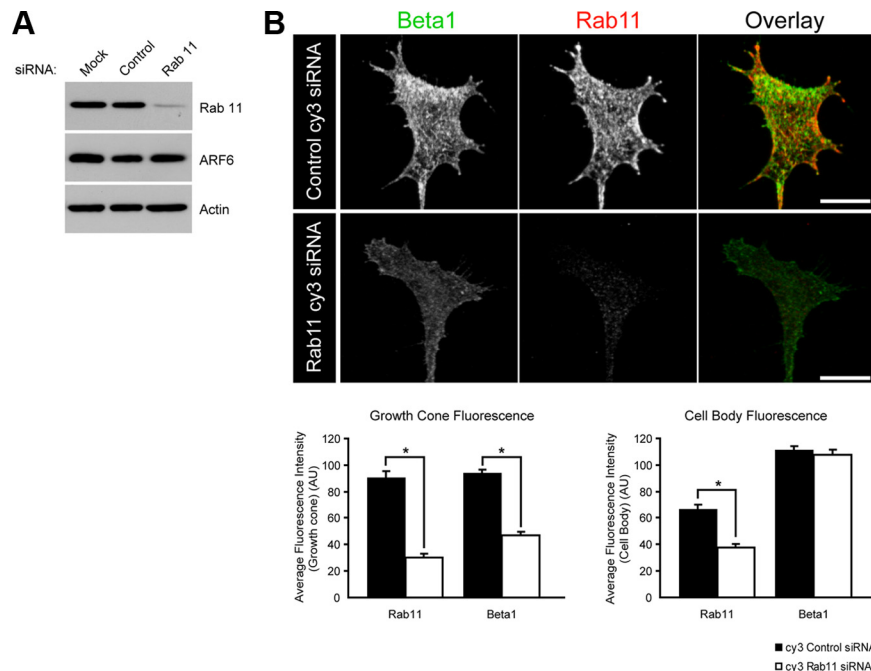 A
siRNA:
Mock
Control
Rab 11
Rab 11
ARF6
Actin
B
Beta1
Rab11
Overlay
Control cy3 siRNA
Rab11 cy3 siRNA
Growth Cone Fluorescence
Average Fluorescence Intensity
(Growth cone) (AU)
120
100
80
60
40
20
0
*
*
Rab11
Beta1
Cell Body Fluorescence
Average Fluorescence Intensity
(Cell Body) (AU)
120
100
80
60
40
20
0
*
Rab11
Beta1
cy3 Control siRNA
cy3 Rab11 siRNA